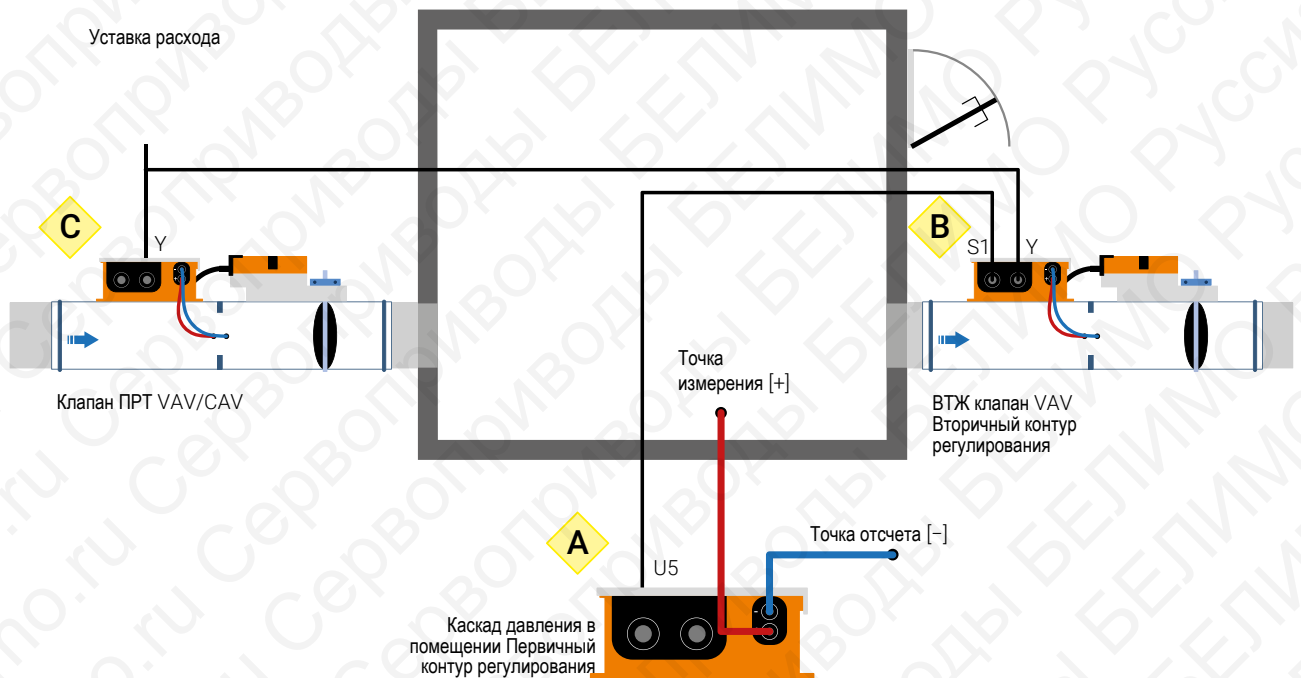 Уставка расхода
C
Y
B
S1
Y
Клапан ПРТ VAV/CAV
Точка
измерения [+]
ВТЖ клапан VAV
Вторичный контур
регулирования
A
U5
Точка отсчета [−]
Каскад давления в
помещении Первичный
контур регулирования